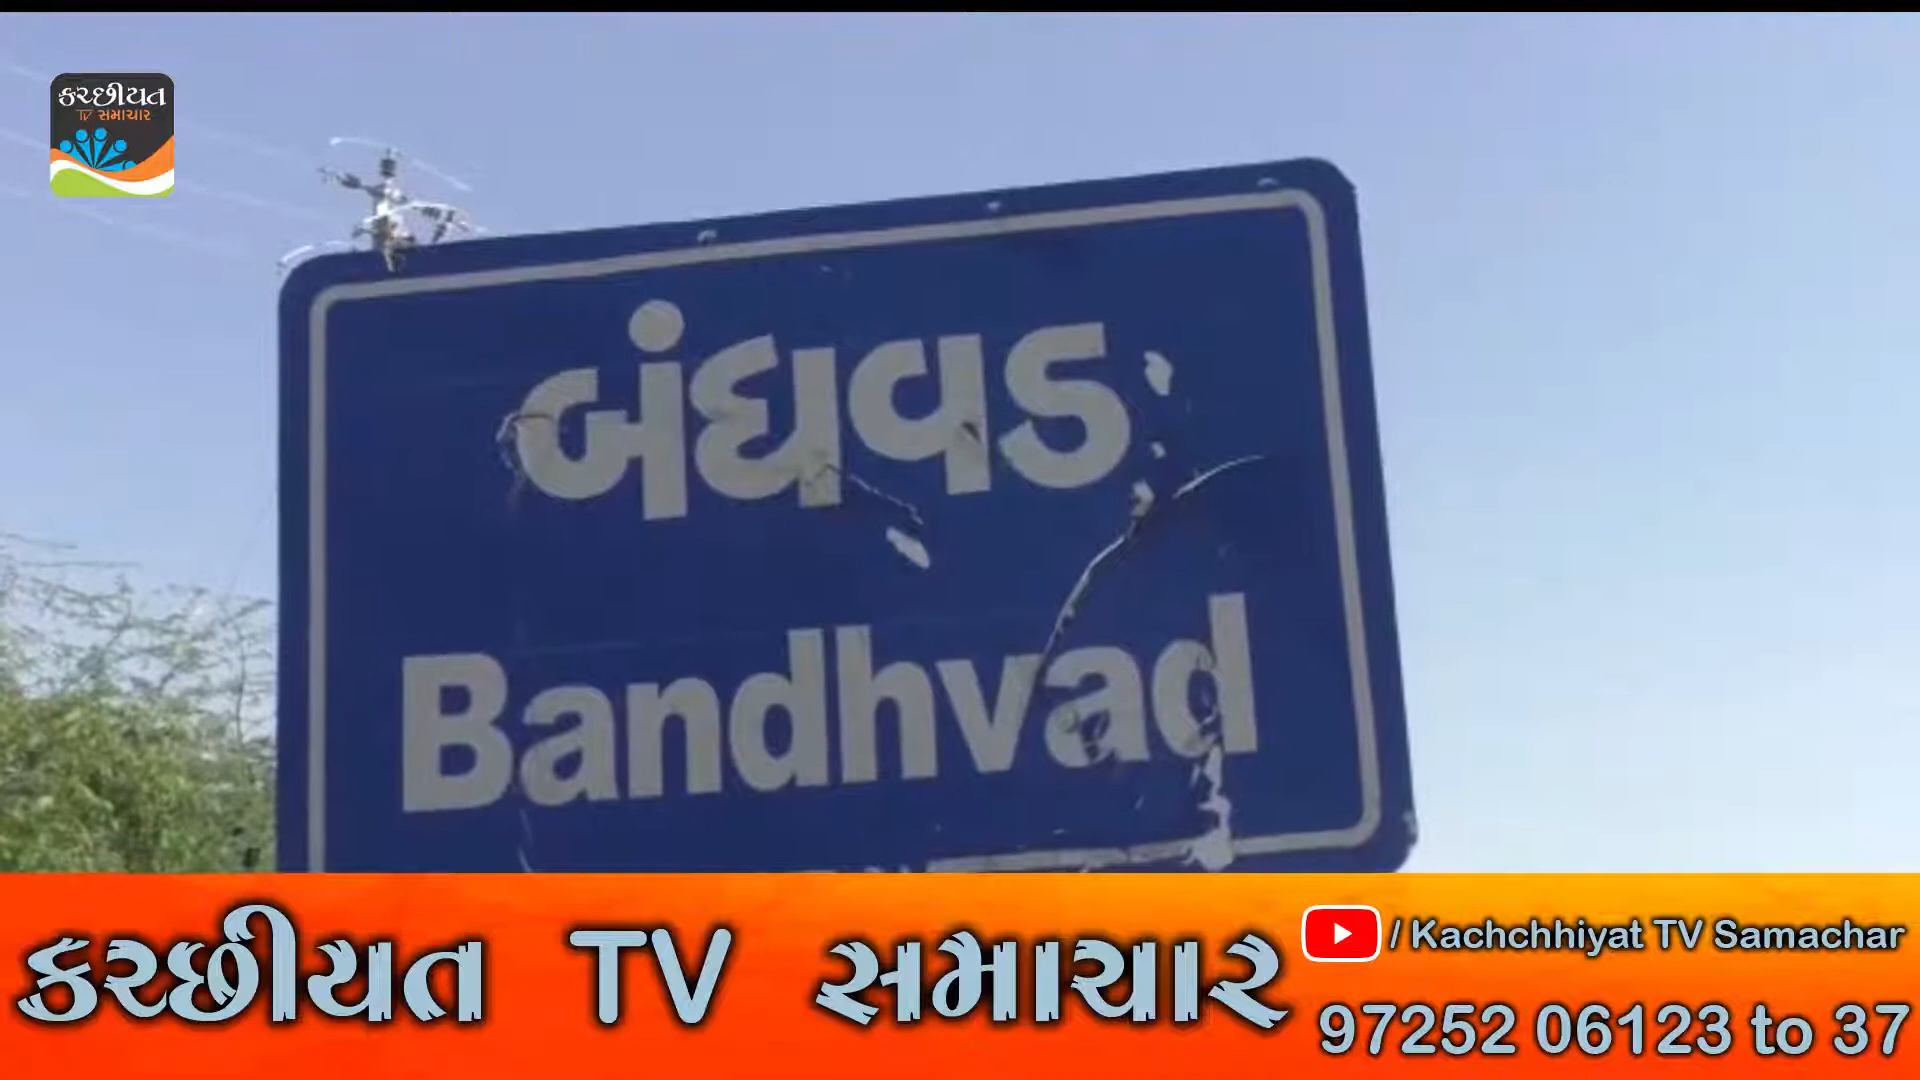 કચ્છીયત
TV સમાચાર
બંધવડ
Bandhvad
કચ્છીયત TV સમાચાર
/ Kachchhiyat TV Samachar
97252 06123 to 37